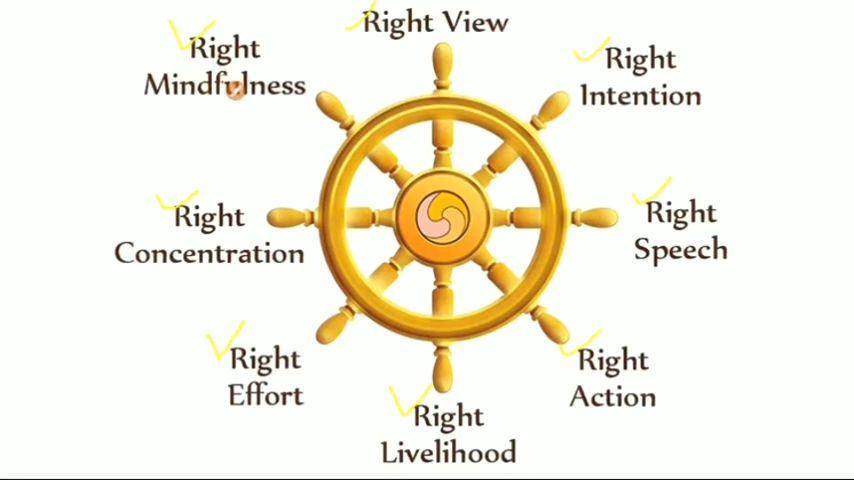 Right View
Right
Intention
Right
Speech
Right
Action
Right
Livelihood
Right
Effort
Right
Concentration
Right
Mindfulness